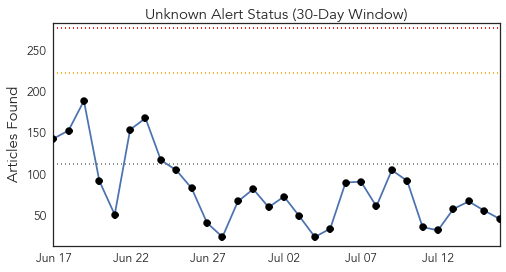 Unknown Alert Status (30-Day Window)
Articles Found
250
200
150
100
50
Jun 17 Jun 22 Jun 27 Jul 02 Jul 07 Jul 12